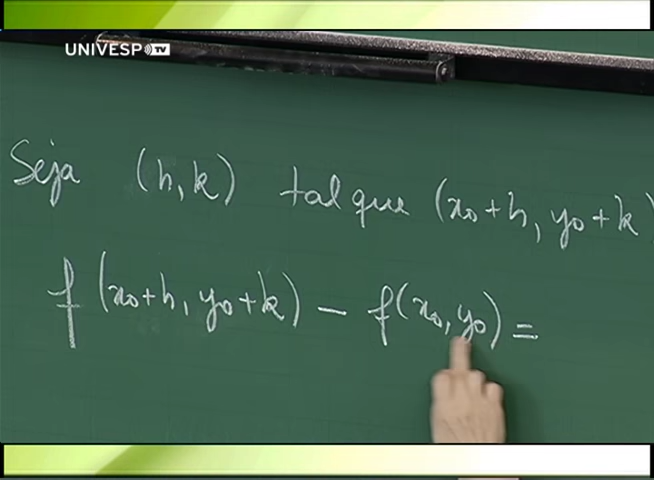 UNIVESP TV
Seja (h, k) tal que (x₀+h, y₀+k)
f(x₀+h, y₀+k) − f(x₀, y₀) =